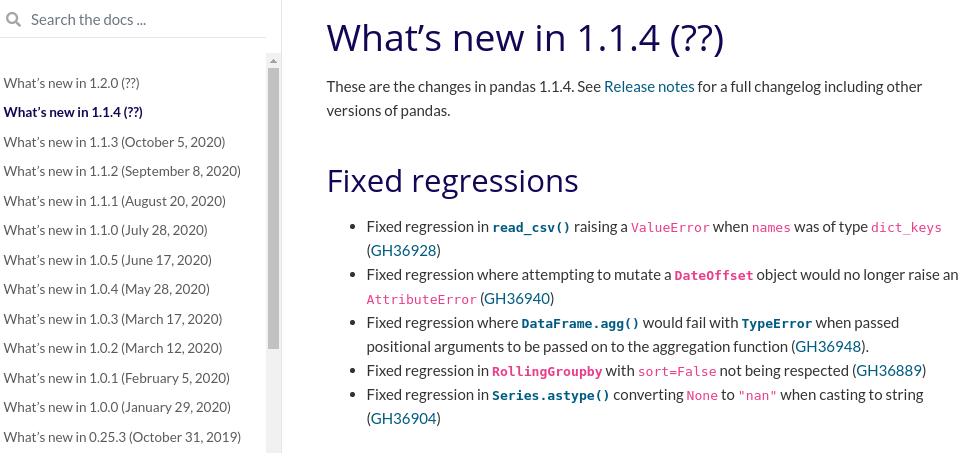 Search the docs ...
What's new in 1.2.0 (??)
What's new in 1.1.4 (??)
What's new in 1.1.3 (October 5, 2020)
What's new in 1.1.2 (September 8, 2020)
What's new in 1.1.1 (August 20, 2020)
What's new in 1.1.0 (July 28, 2020)
What's new in 1.0.5 (June 17, 2020)
What's new in 1.0.4 (May 28, 2020)
What's new in 1.0.3 (March 17, 2020)
What's new in 1.0.2 (March 12, 2020)
What's new in 1.0.1 (February 5, 2020)
What's new in 1.0.0 (January 29, 2020)
What's new in 0.25.3 (October 31, 2019)
What's new in 1.1.4 (??)
These are the changes in pandas 1.1.4. See Release notes for a full changelog including other
versions of pandas.
Fixed regressions
• Fixed regression in read_csv() raising a ValueError when names was of type dict_keys
(GH36928)
• Fixed regression where attempting to mutate a DateOffset object would no longer raise an
AttributeError (GH36940)
• Fixed regression where DataFrame.agg() would fail with TypeError when passed
positional arguments to be passed on to the aggregation function (GH36948).
• Fixed regression in RollingGroupby with sort=False not being respected (GH36889)
• Fixed regression in Series.astype() converting None to "nan" when casting to string
(GH36904)